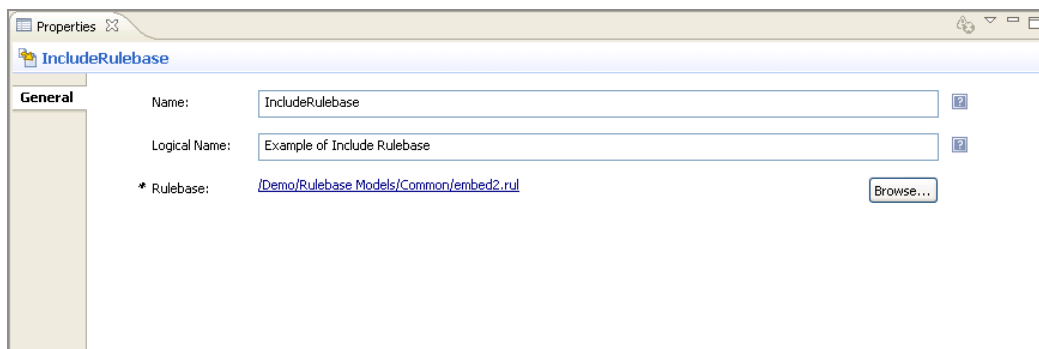 Properties
IncludeRulebase
General
Name: IncludeRulebase ?
Logical Name: Example of Include Rulebase ?
* Rulebase: /Demo/Rulebase Models/Common/embed2.rul Browse...